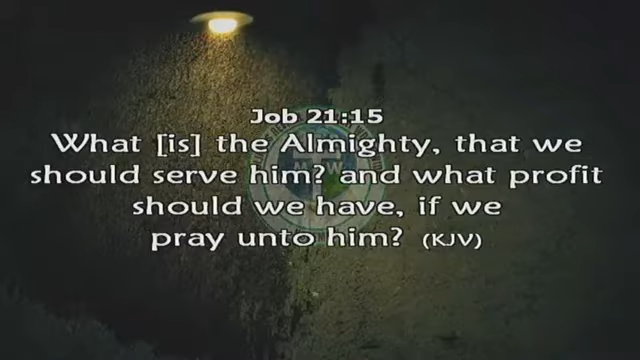 Job 21:15
What [is] the Almighty, that we
should serve him? and what profit
should we have, if we
pray unto him? (KJV)